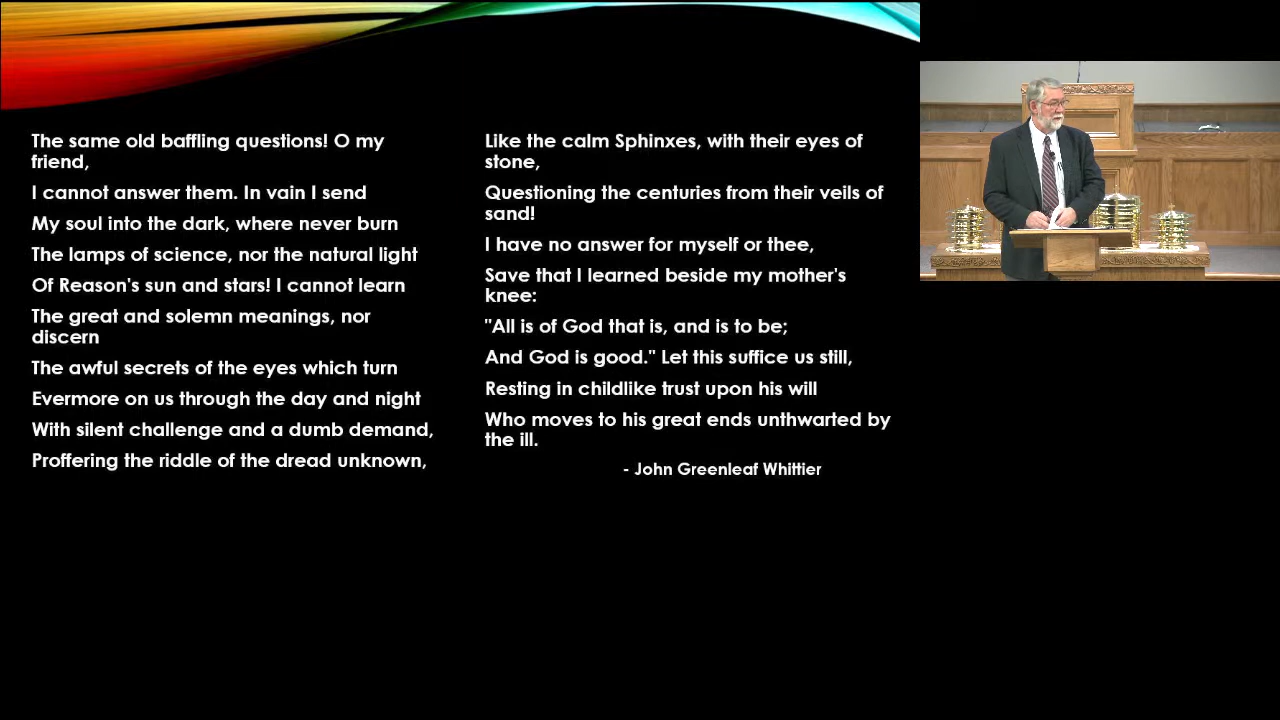 The same old baffling questions! O my
friend,
I cannot answer them. In vain I send
My soul into the dark, where never burn
The lamps of science, nor the natural light
Of Reason's sun and stars! I cannot learn
The great and solemn meanings, nor
discern
The awful secrets of the eyes which turn
Evermore on us through the day and night
With silent challenge and a dumb demand,
Proffering the riddle of the dread unknown,
Like the calm Sphinxes, with their eyes of
stone,
Questioning the centuries from their veils of
sand!
I have no answer for myself or thee,
Save that I learned beside my mother's
knee:
"All is of God that is, and is to be;
And God is good." Let this suffice us still,
Resting in childlike trust upon his will
Who moves to his great ends unthwarted by
the ill.
- John Greenleaf Whittier